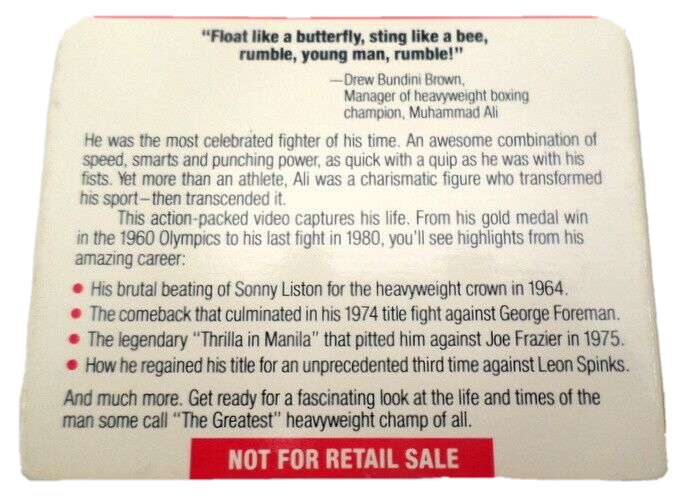 “Float like a butterfly, sting like a bee,
rumble, young man, rumble!”
—Drew Bundini Brown,
Manager of heavyweight boxing
champion, Muhammad Ali
He was the most celebrated fighter of his time. An awesome combination of
speed, smarts and punching power, as quick with a quip as he was with his
fists. Yet more than an athlete, Ali was a charismatic figure who transformed
his sport—then transcended it.
This action-packed video captures his life. From his gold medal win
in the 1960 Olympics to his last fight in 1980, you'll see highlights from his
amazing career:
• His brutal beating of Sonny Liston for the heavyweight crown in 1964.
• The comeback that culminated in his 1974 title fight against George Foreman.
• The legendary “Thrilla in Manila” that pitted him against Joe Frazier in 1975.
• How he regained his title for an unprecedented third time against Leon Spinks.
And much more. Get ready for a fascinating look at the life and times of the
man some call “The Greatest” heavyweight champ of all.
NOT FOR RETAIL SALE